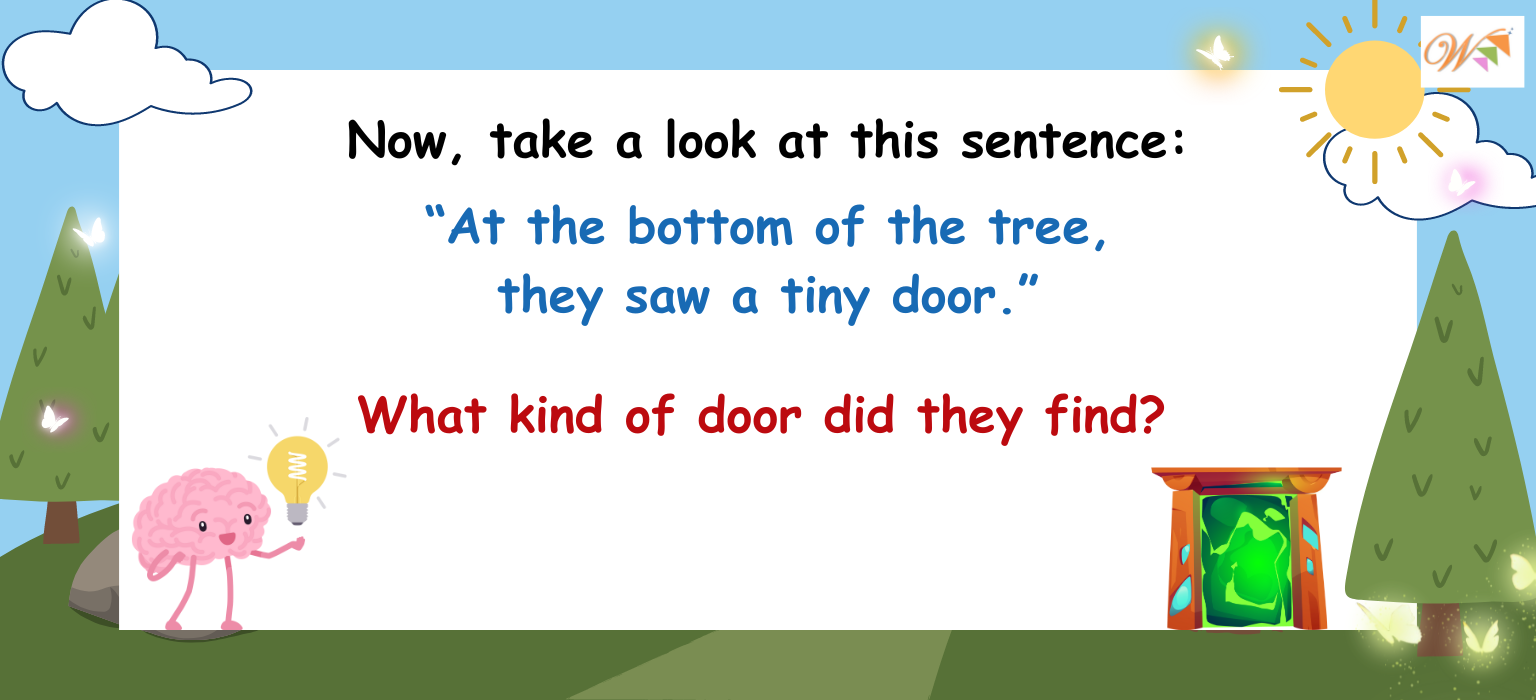 Now, take a look at this sentence:
“At the bottom of the tree,
they saw a tiny door.”
What kind of door did they find?
W